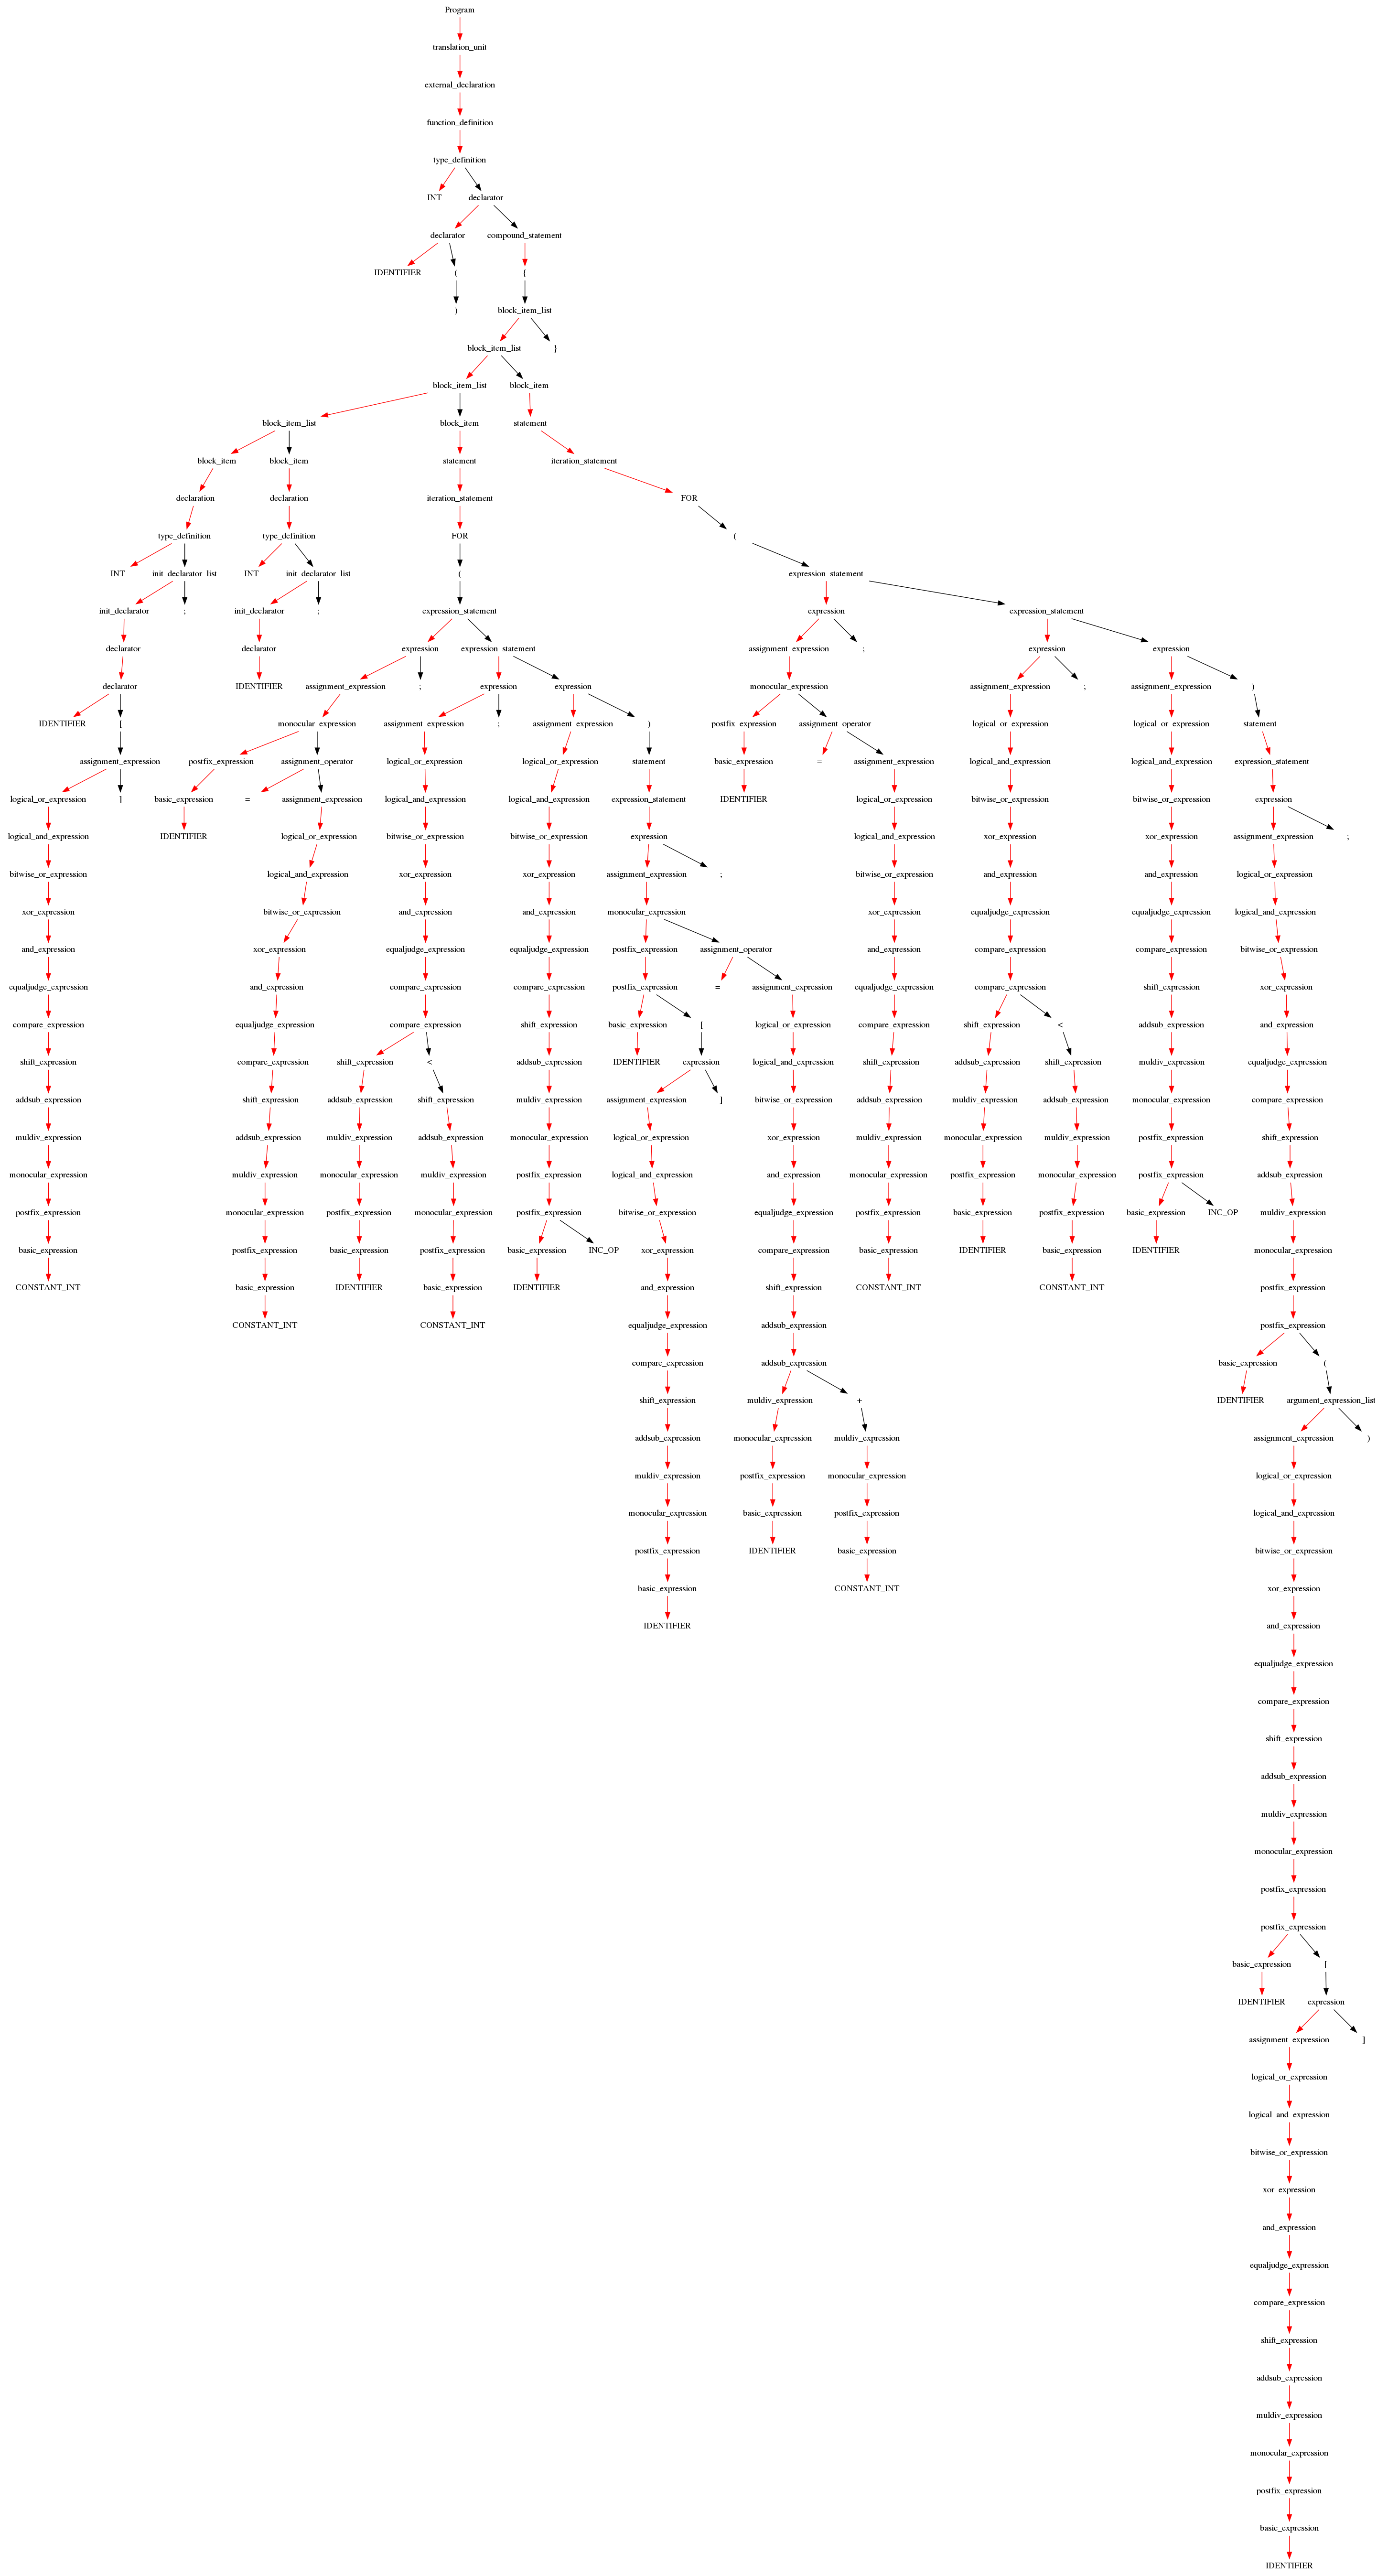 Program
translation_unit
external_declaration
function_definition
type_definition
INT declarator
declarator compound_statement
IDENTIFIER ( {
) block_item_list
block_item_list }
block_item_list block_item
block_item_list block_item statement
block_item block_item statement iteration_statement
declaration declaration iteration_statement FOR
type_definition type_definition FOR (
INT init_declarator_list INT init_declarator_list ( expression_statement
init_declarator ; init_declarator ; expression_statement expression expression_statement
declarator declarator expression expression_statement assignment_expression ; expression expression
declarator IDENTIFIER assignment_expression ; expression expression monocular_expression assignment_expression ; assignment_expression )
IDENTIFIER [ monocular_expression assignment_expression ; assignment_expression ) postfix_expression assignment_operator logical_or_expression logical_or_expression statement
assignment_expression postfix_expression assignment_operator logical_or_expression logical_or_expression statement basic_expression = assignment_expression logical_and_expression logical_and_expression expression_statement
logical_or_expression ] basic_expression = assignment_expression logical_and_expression logical_and_expression expression_statement IDENTIFIER logical_or_expression bitwise_or_expression bitwise_or_expression expression
logical_and_expression IDENTIFIER logical_or_expression bitwise_or_expression bitwise_or_expression expression logical_and_expression xor_expression xor_expression assignment_expression ;
bitwise_or_expression logical_and_expression xor_expression xor_expression assignment_expression ; bitwise_or_expression and_expression and_expression logical_or_expression
xor_expression bitwise_or_expression and_expression and_expression monocular_expression xor_expression equaljudge_expression equaljudge_expression logical_and_expression
and_expression xor_expression equaljudge_expression equaljudge_expression postfix_expression assignment_operator and_expression compare_expression compare_expression bitwise_or_expression
equaljudge_expression and_expression compare_expression compare_expression postfix_expression = assignment_expression equaljudge_expression compare_expression shift_expression xor_expression
compare_expression equaljudge_expression compare_expression shift_expression basic_expression [ logical_or_expression compare_expression shift_expression < addsub_expression and_expression
shift_expression compare_expression shift_expression < addsub_expression IDENTIFIER expression logical_and_expression shift_expression addsub_expression shift_expression muldiv_expression equaljudge_expression
addsub_expression shift_expression addsub_expression shift_expression muldiv_expression assignment_expression ] bitwise_or_expression addsub_expression muldiv_expression addsub_expression monocular_expression compare_expression
muldiv_expression addsub_expression muldiv_expression addsub_expression monocular_expression logical_or_expression xor_expression muldiv_expression monocular_expression muldiv_expression postfix_expression shift_expression
monocular_expression muldiv_expression monocular_expression muldiv_expression postfix_expression logical_and_expression and_expression monocular_expression postfix_expression monocular_expression postfix_expression addsub_expression
postfix_expression monocular_expression postfix_expression monocular_expression postfix_expression bitwise_or_expression equaljudge_expression postfix_expression basic_expression postfix_expression basic_expression INC_OP muldiv_expression
basic_expression postfix_expression basic_expression postfix_expression basic_expression INC_OP xor_expression compare_expression basic_expression IDENTIFIER basic_expression IDENTIFIER monocular_expression
CONSTANT_INT basic_expression IDENTIFIER basic_expression IDENTIFIER and_expression shift_expression CONSTANT_INT CONSTANT_INT postfix_expression
CONSTANT_INT CONSTANT_INT equaljudge_expression addsub_expression postfix_expression
compare_expression addsub_expression basic_expression (
shift_expression muldiv_expression + IDENTIFIER argument_expression_list
addsub_expression monocular_expression muldiv_expression assignment_expression )
muldiv_expression postfix_expression monocular_expression logical_or_expression
monocular_expression basic_expression postfix_expression logical_and_expression
postfix_expression IDENTIFIER basic_expression bitwise_or_expression
basic_expression CONSTANT_INT xor_expression
IDENTIFIER and_expression
equaljudge_expression
compare_expression
shift_expression
addsub_expression
muldiv_expression
monocular_expression
postfix_expression
postfix_expression
basic_expression [
IDENTIFIER expression
assignment_expression ]
logical_or_expression
logical_and_expression
bitwise_or_expression
xor_expression
and_expression
equaljudge_expression
compare_expression
shift_expression
addsub_expression
muldiv_expression
monocular_expression
postfix_expression
basic_expression
IDENTIFIER